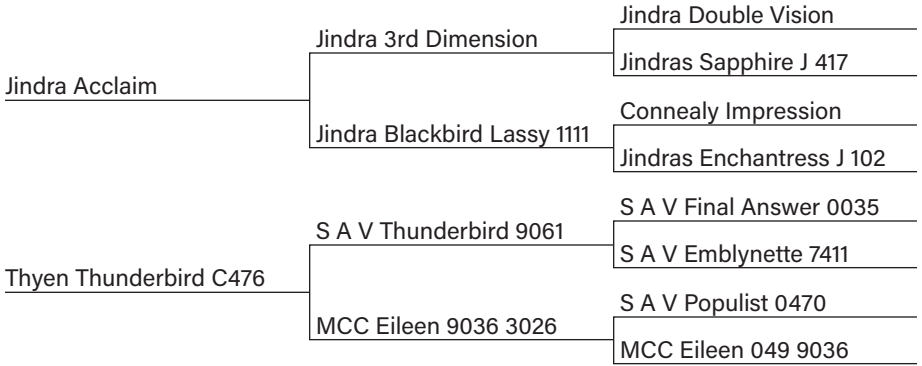 Jindra Double Vision
Jindra 3rd Dimension
Jindras Sapphire J 417
Jindra Acclaim
Connealy Impression
Jindra Blackbird Lassy 1111
Jindras Enchantress J 102
S A V Final Answer 0035
S A V Thunderbird 9061
S A V Emblynette 7411
Thyen Thunderbird C476
S A V Populist 0470
MCC Eileen 9036 3026
MCC Eileen 049 9036